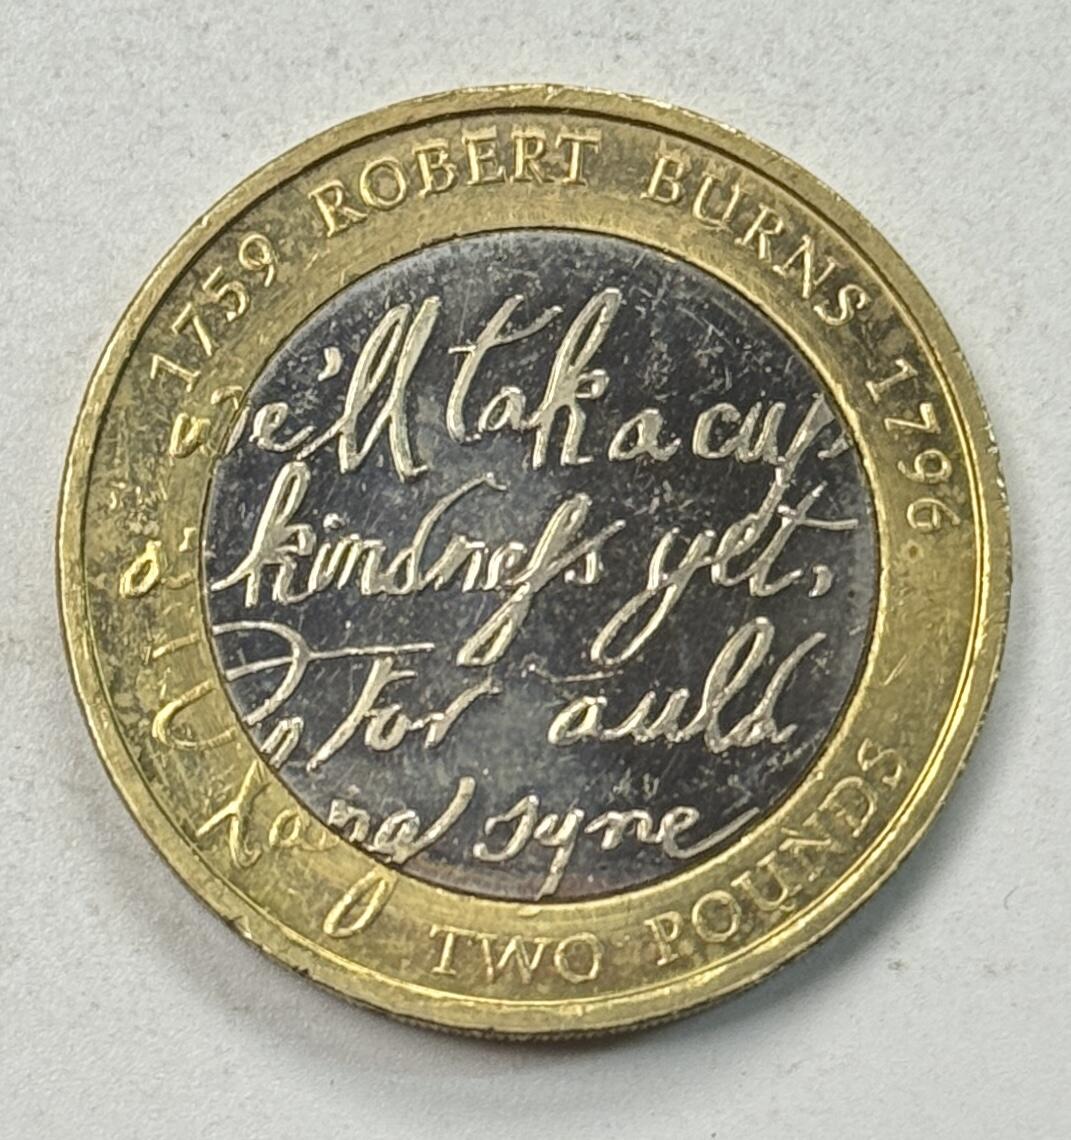 1759 ROBERT BURNS 1796
we'll tak a cup
o' kindneſs yet,
For auld
lang syne
TWO POUNDS